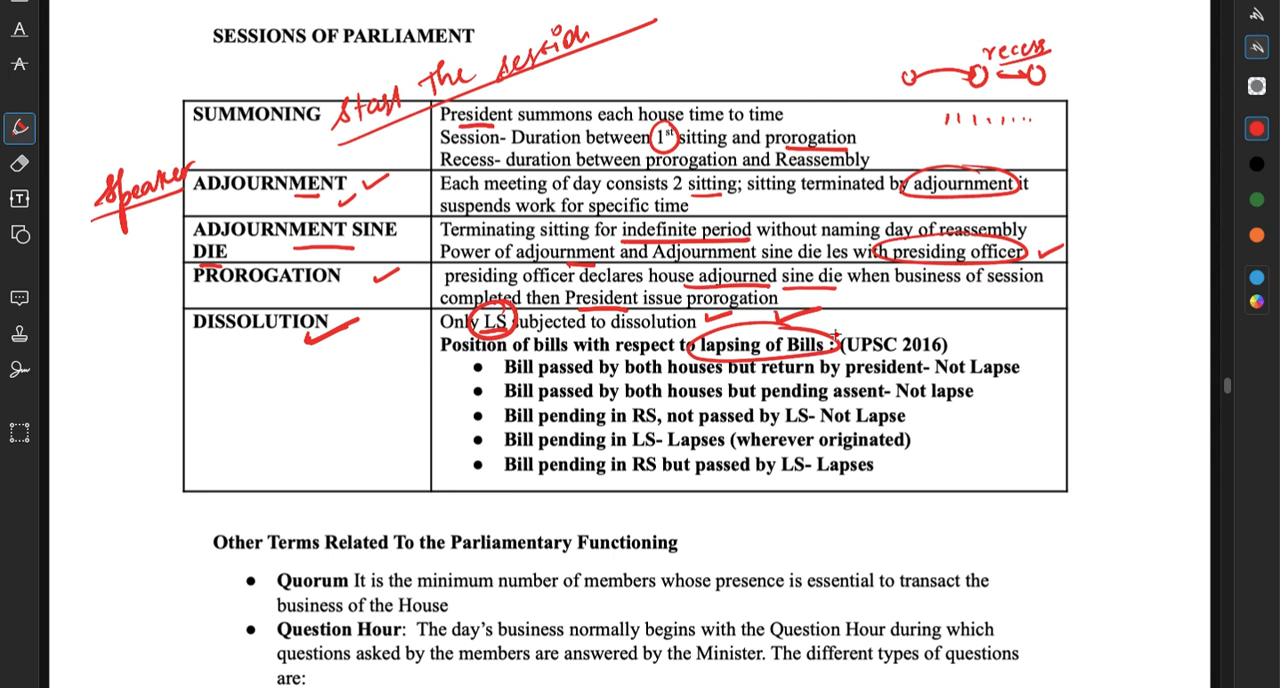 SESSIONS OF PARLIAMENT
Start The session
recess
SUMMONING
President summons each house time to time
Session- Duration between 1st sitting and prorogation
Recess- duration between prorogation and Reassembly
Speaker
ADJOURNMENT
Each meeting of day consists 2 sitting; sitting terminated by adjournment it
suspends work for specific time
ADJOURNMENT SINE
DIE
Terminating sitting for indefinite period without naming day of reassembly
Power of adjournment and Adjournment sine die les with presiding officer
PROROGATION
presiding officer declares house adjourned sine die when business of session
completed then President issue prorogation
DISSOLUTION
Only LS subjected to dissolution
Position of bills with respect to lapsing of Bills : (UPSC 2016)
● Bill passed by both houses but return by president- Not Lapse
● Bill passed by both houses but pending assent- Not lapse
● Bill pending in RS, not passed by LS- Not Lapse
● Bill pending in LS- Lapses (wherever originated)
● Bill pending in RS but passed by LS- Lapses
Other Terms Related To the Parliamentary Functioning
● Quorum It is the minimum number of members whose presence is essential to transact the
business of the House
● Question Hour: The day's business normally begins with the Question Hour during which
questions asked by the members are answered by the Minister. The different types of questions
are: